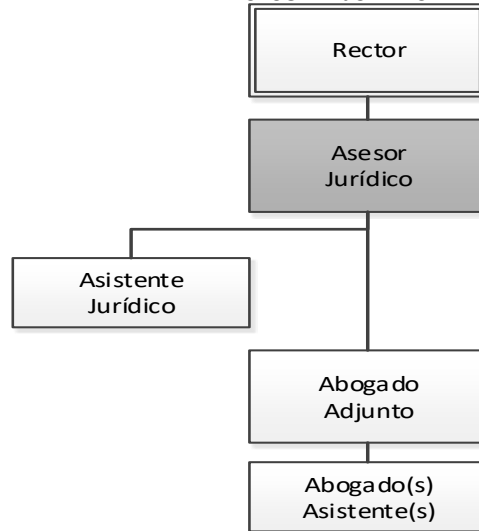 Rector
Asesor
Jurídico
Asistente
Jurídico
Abogado
Adjunto
Abogado(s)
Asistente(s)